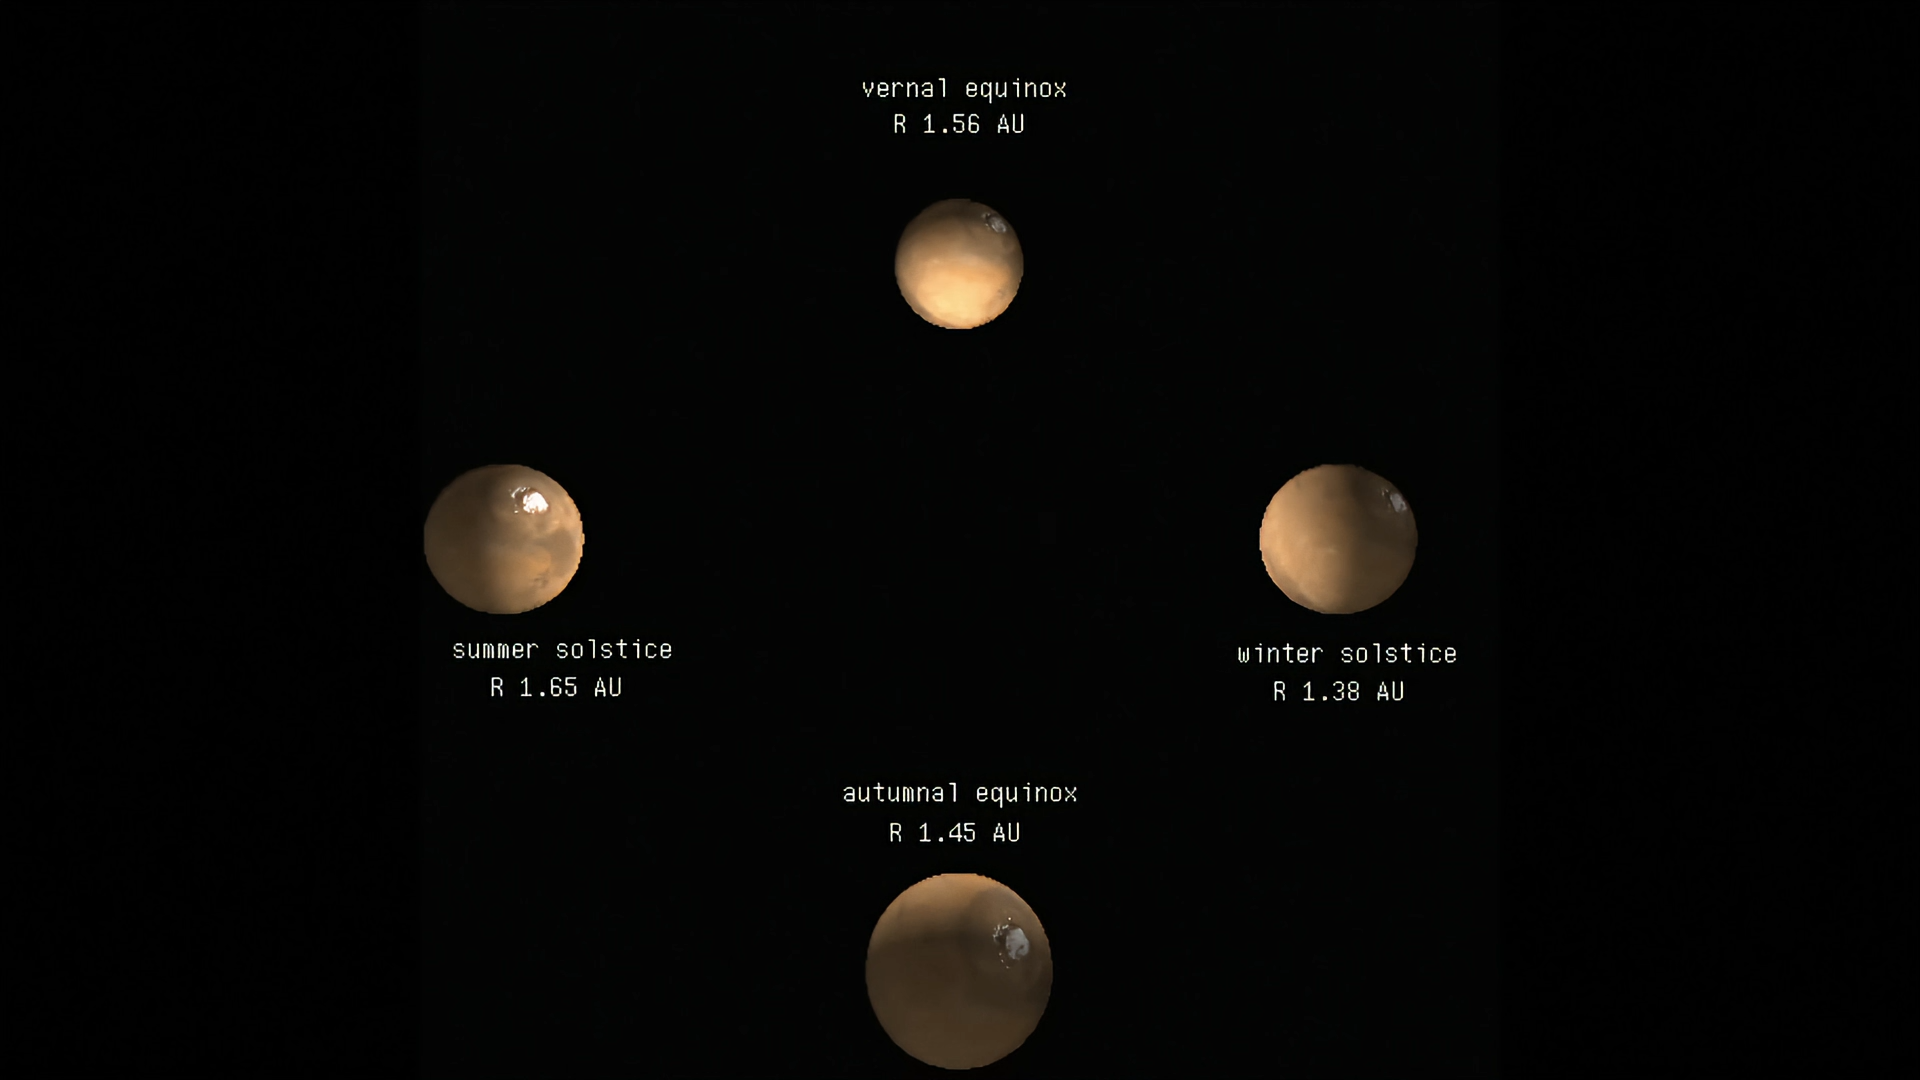 vernal equinox
R 1.56 AU
summer solstice
R 1.65 AU
winter solstice
R 1.38 AU
autumnal equinox
R 1.45 AU